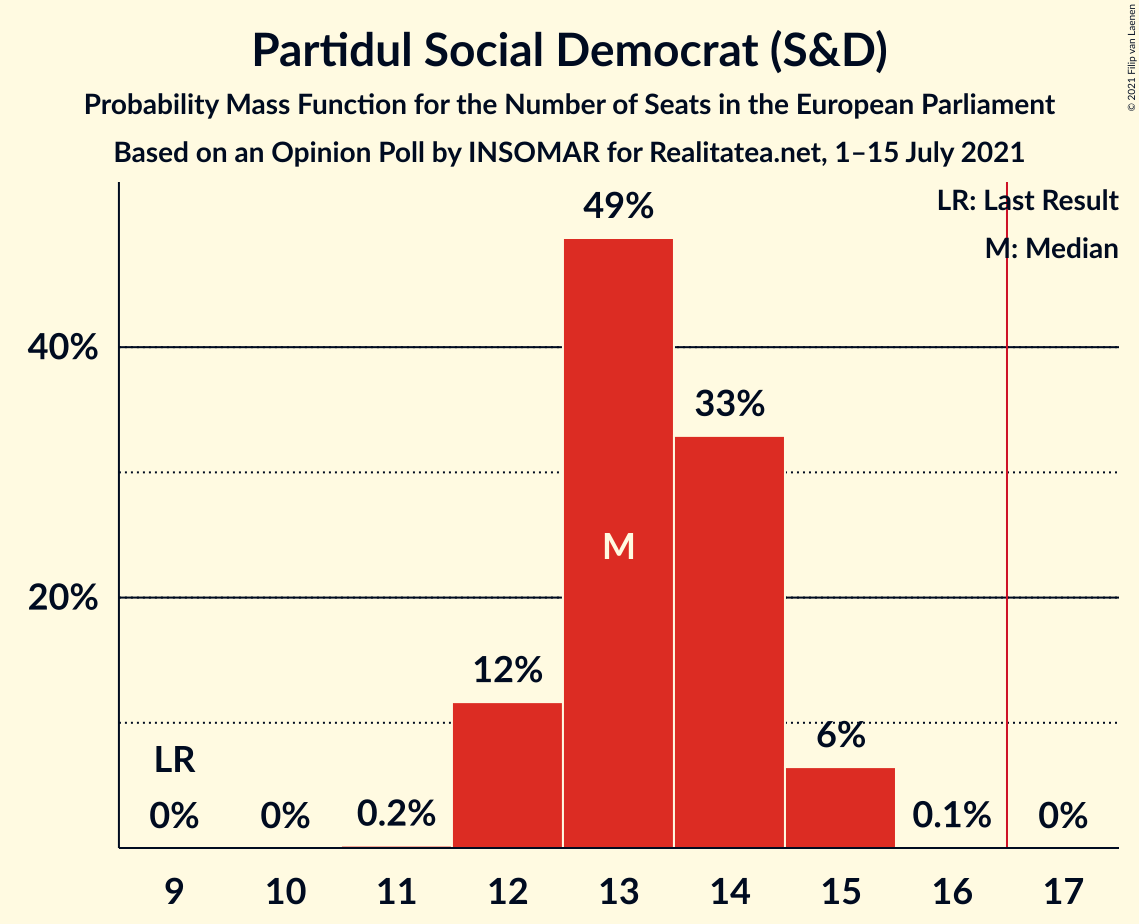 Partidul Social Democrat (S&D)
Probability Mass Function for the Number of Seats in the European Parliament
Based on an Opinion Poll by INSOMAR for Realitatea.net, 1–15 July 2021
© 2021 Filip van Laenen
LR: Last Result
M: Median
49%
40%
33%
M
20%
12%
6%
LR
0%
0%
0.2%
0.1%
0%
9 10 11 12 13 14 15 16 17